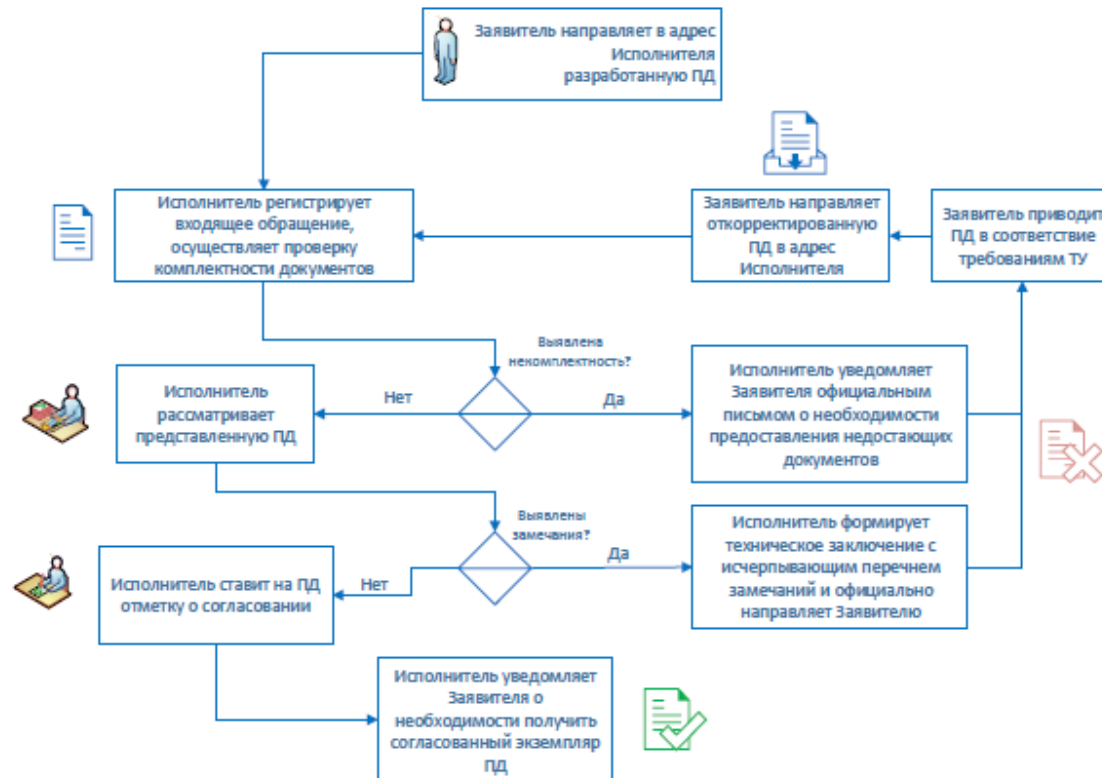 Заявитель направляет в адрес
Исполнителя
разработанную ПД
Исполнитель регистрирует
входящее обращение,
осуществляет проверку
комплектности документов
Заявитель направляет
откорректированную
ПД в адрес
Исполнителя
Заявитель приводит
ПД в соответствие
требованиям ТУ
Выявлена
некомплектность?
Нет
Да
Исполнитель
рассматривает
представленную ПД
Исполнитель уведомляет
Заявителя официальным
письмом о необходимости
предоставления недостающих
документов
Выявлены
замечания?
Нет
Да
Исполнитель ставит на ПД
отметку о согласовании
Исполнитель формирует
техническое заключение с
исчерпывающим перечнем
замечаний и официально
направляет Заявителю
Исполнитель уведомляет
Заявителя о
необходимости получить
согласованный экземпляр
ПД